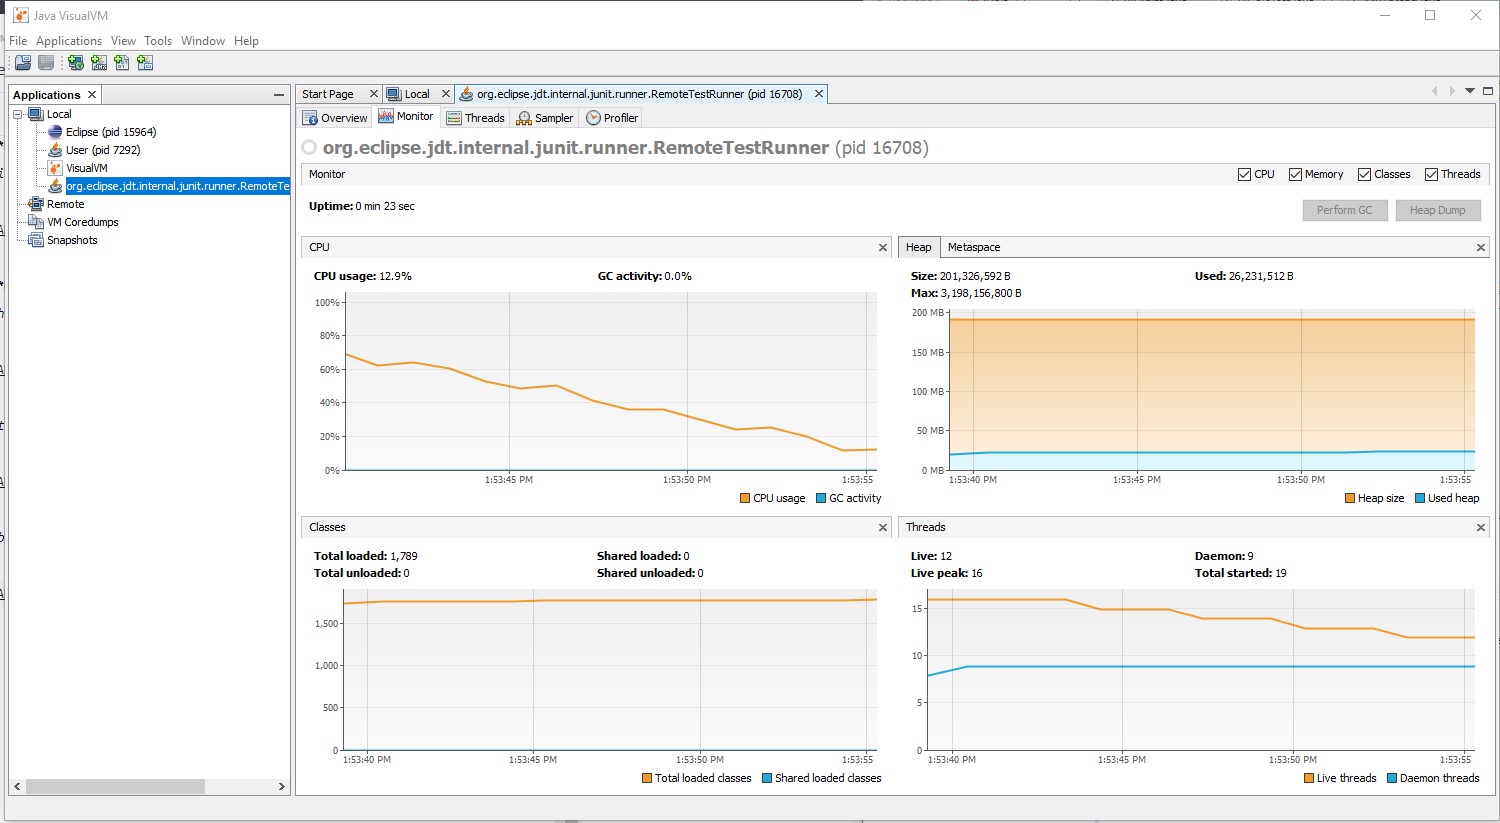 Java VisualVM
File Applications View Tools Window Help
Applications
Local
Eclipse (pid 15964)
User (pid 7292)
VisualVM
org.eclipse.jdt.internal.junit.runner.RemoteTe
Remote
VM Coredumps
Snapshots
Start Page Local org.eclipse.jdt.internal.junit.runner.RemoteTestRunner (pid 16708)
Overview Monitor Threads Sampler Profiler
org.eclipse.jdt.internal.junit.runner.RemoteTestRunner (pid 16708)
Monitor CPU Memory Classes Threads
Uptime: 0 min 23 sec
Perform GC Heap Dump
CPU
CPU usage: 12.9% GC activity: 0.0%
100%
80%
60%
40%
20%
0%
1:53:45 PM 1:53:50 PM 1:53:55
CPU usage GC activity
Heap Metaspace
Size: 201,326,592 B Used: 26,231,512 B
Max: 3,198,156,800 B
200 MB
150 MB
100 MB
50 MB
0 MB
1:53:40 PM 1:53:45 PM 1:53:50 PM 1:53:55
Heap size Used heap
Classes
Total loaded: 1,789 Shared loaded: 0
Total unloaded: 0 Shared unloaded: 0
1,500
1,000
500
0
1:53:40 PM 1:53:45 PM 1:53:50 PM 1:53:55
Total loaded classes Shared loaded classes
Threads
Live: 12 Daemon: 9
Live peak: 16 Total started: 19
15
10
5
0
1:53:40 PM 1:53:45 PM 1:53:50 PM 1:53:55
Live threads Daemon threads